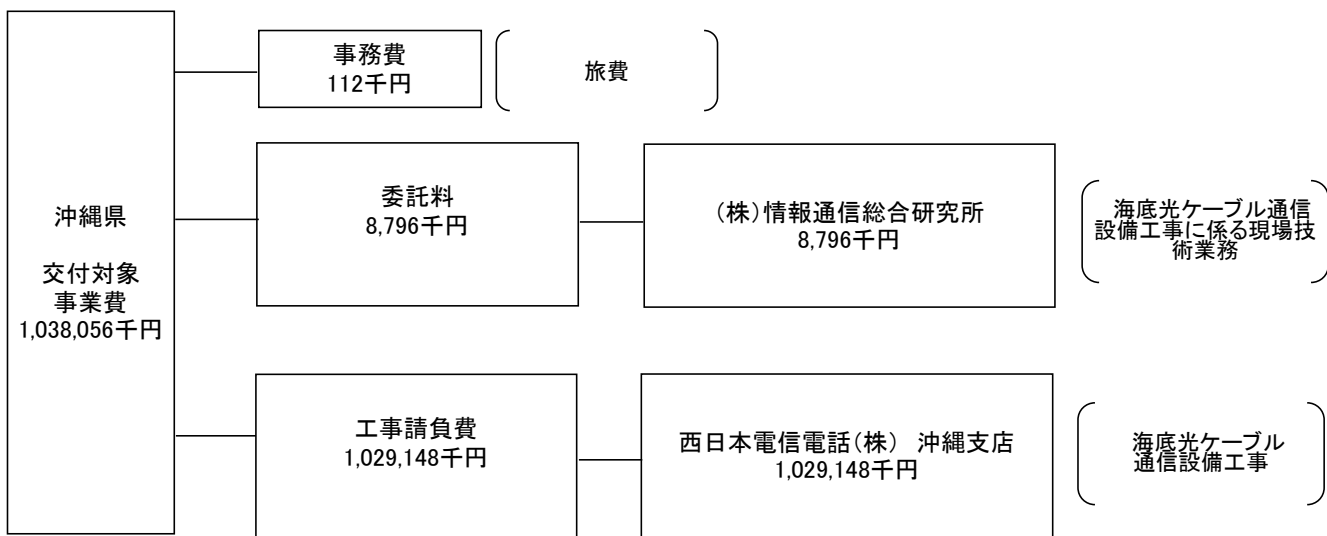 事務費
112千円
旅費
沖縄県
交付対象
事業費
1,038,056千円
委託料
8,796千円
(株)情報通信総合研究所
8,796千円
海底光ケーブル通信
設備工事に係る現場技
術業務
工事請負費
1,029,148千円
西日本電信電話(株) 沖縄支店
1,029,148千円
海底光ケーブル
通信設備工事